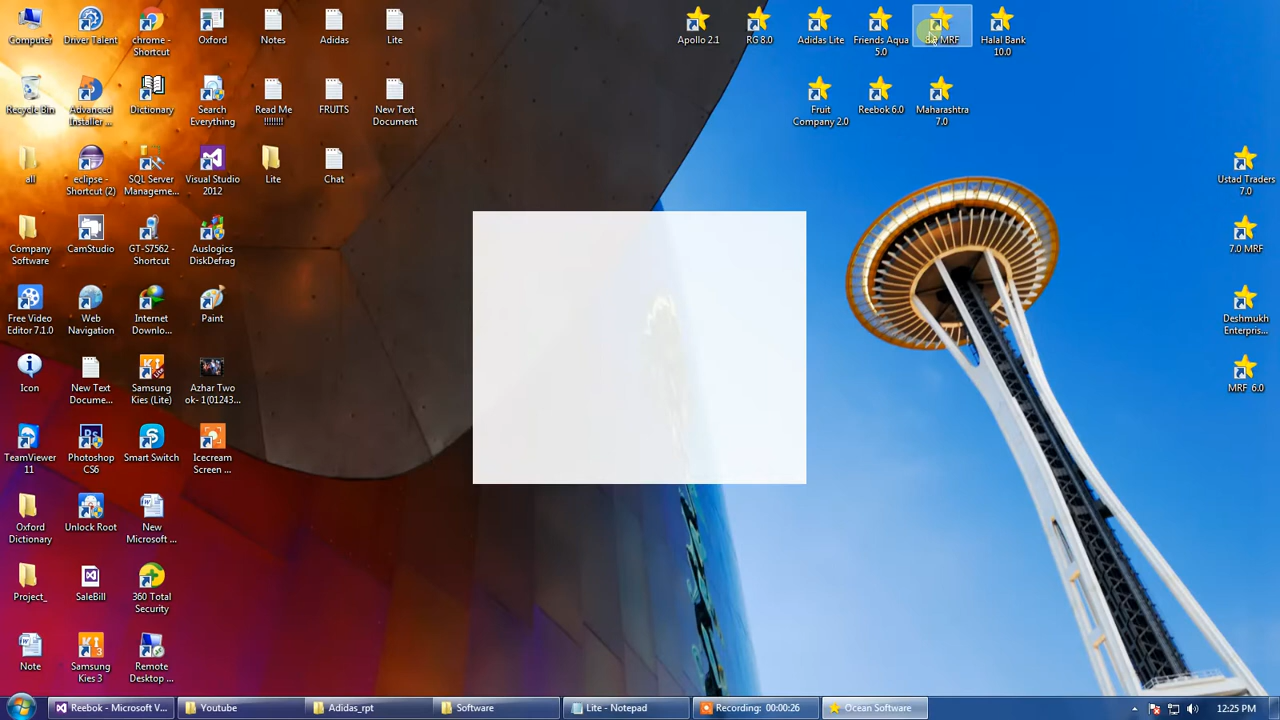 Computer
Driver Talent
chrome -
Shortcut
Oxford
Notes
Adidas
Lite
Apollo 2.1
RG 8.0
Adidas Lite
Friends Aqua
5.0
8.0 MRF
Halal Bank
10.0
Recycle Bin
Advanced
Installer ...
Dictionary
Search
Everything
Read Me
!!!!!!!!
FRUITS
New Text
Document
Fruit
Company 2.0
Reebok 6.0
Maharashtra
7.0
all
eclipse -
Shortcut (2)
SQL Server
Manageme...
Visual Studio
2012
Lite
Chat
Ustad Traders
7.0
Company
Software
CamStudio
GT-S7562 -
Shortcut
Auslogics
DiskDefrag
7.0 MRF
Free Video
Editor 7.1.0
Web
Navigation
Internet
Downlo...
Paint
Deshmukh
Enterpris...
Icon
New Text
Docume...
Samsung
Kies (Lite)
Azhar Two
ok- 1(01243...
MRF 6.0
TeamViewer
11
Photoshop
CS6
Smart Switch
Icecream
Screen ...
Oxford
Dictionary
Unlock Root
New
Microsoft ...
Project_
SaleBill
360 Total
Security
Note
Samsung
Kies 3
Remote
Desktop ...
Reebok - Microsoft V...
Youtube
Adidas_rpt
Software
Lite - Notepad
Recording: 00:00:26
Ocean Software
12:25 PM